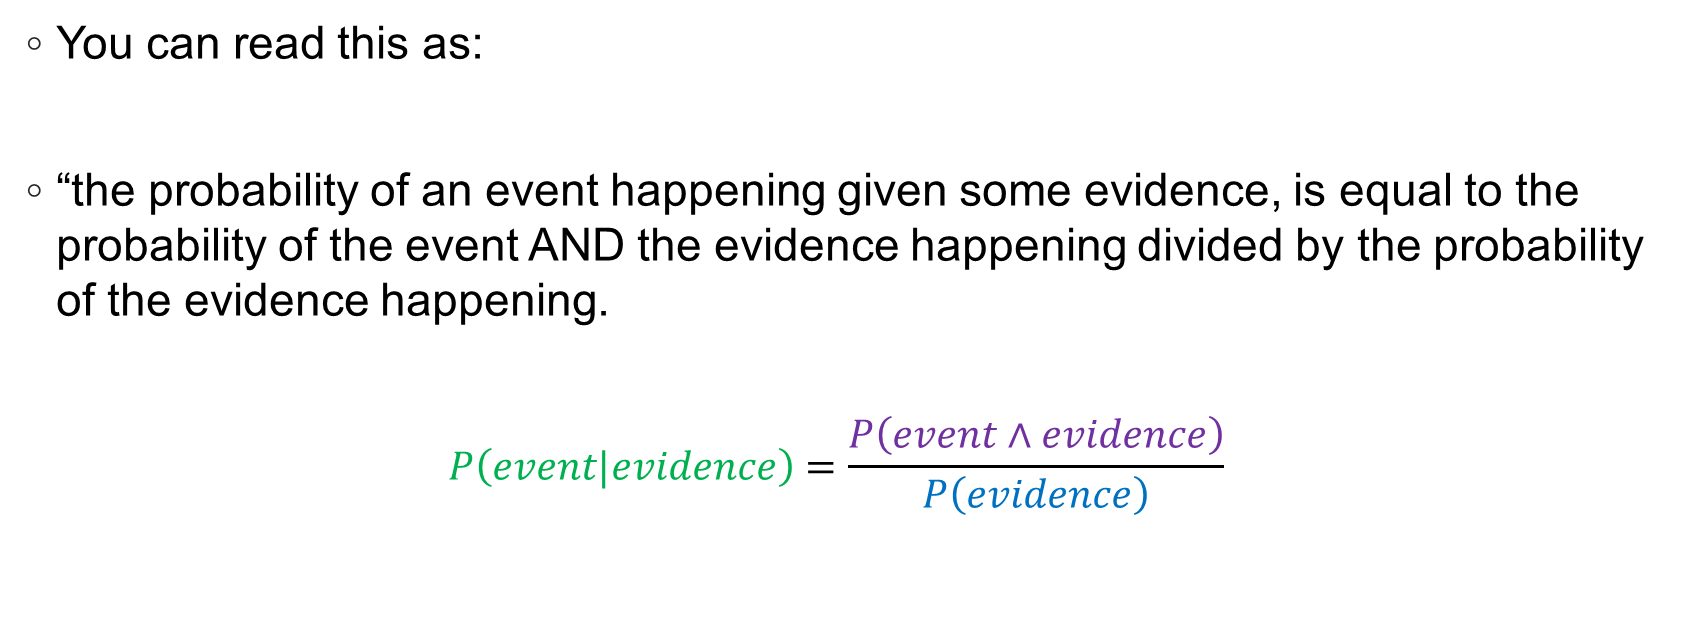 ◦ You can read this as:
◦ “the probability of an event happening given some evidence, is equal to the
probability of the event AND the evidence happening divided by the probability
of the evidence happening.
P(event ∧ evidence)
P(event|evidence) =
P(evidence)